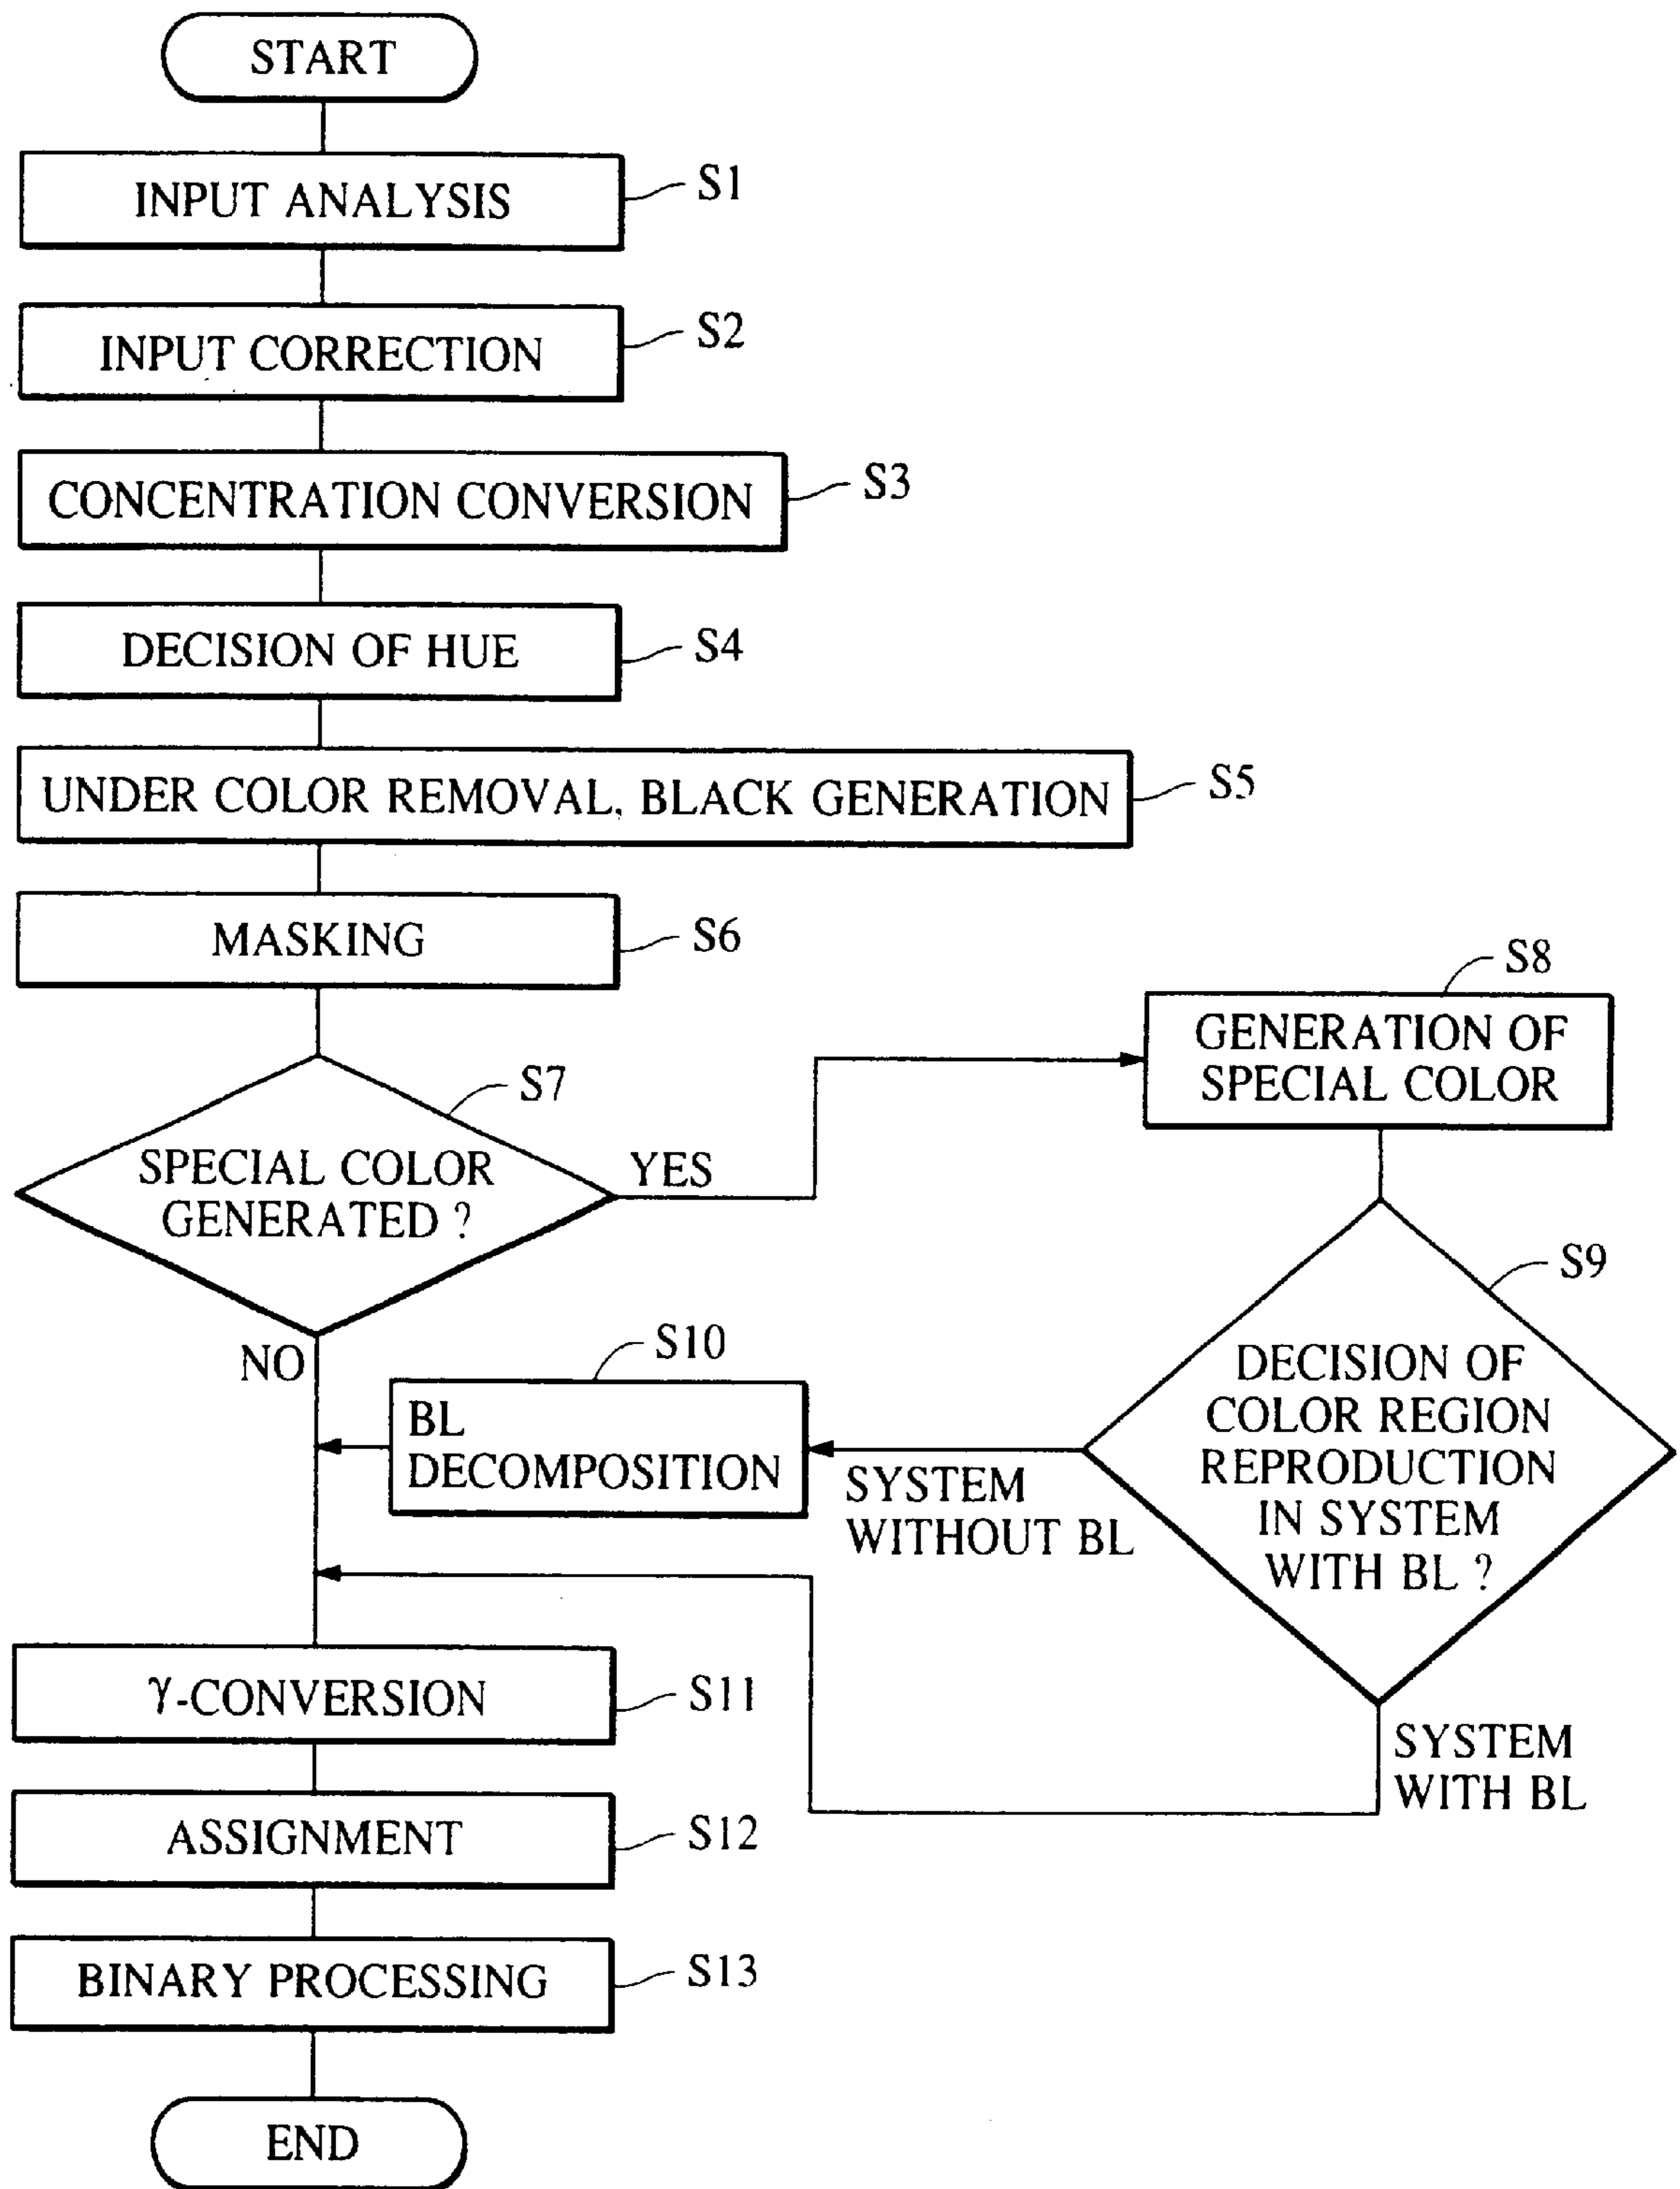 START
INPUT ANALYSIS
S1
INPUT CORRECTION
S2
CONCENTRATION CONVERSION
S3
DECISION OF HUE
S4
UNDER COLOR REMOVAL, BLACK GENERATION
S5
MASKING
S6
SPECIAL COLOR
GENERATED ?
S7
YES
NO
GENERATION OF
SPECIAL COLOR
S8
DECISION OF
COLOR REGION
REPRODUCTION
IN SYSTEM
WITH BL ?
S9
SYSTEM
WITHOUT BL
SYSTEM
WITH BL
BL
DECOMPOSITION
S10
γ-CONVERSION
S11
ASSIGNMENT
S12
BINARY PROCESSING
S13
END